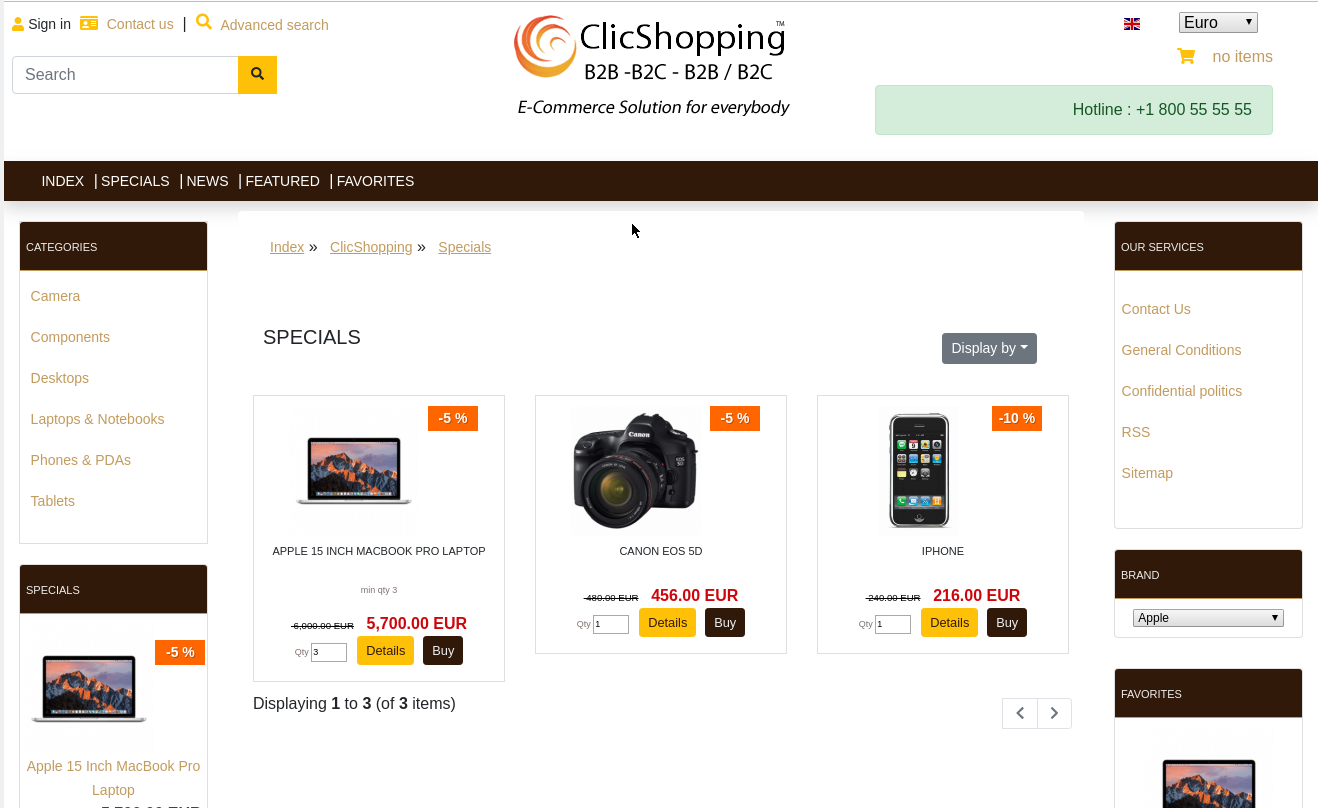 Sign in Contact us | Advanced search
Search
ClicShopping™
B2B -B2C - B2B / B2C
E-Commerce Solution for everybody
Euro
no items
Hotline : +1 800 55 55 55
INDEX | SPECIALS | NEWS | FEATURED | FAVORITES
CATEGORIES
Camera
Components
Desktops
Laptops & Notebooks
Phones & PDAs
Tablets
SPECIALS
-5 %
Apple 15 Inch MacBook Pro
Laptop
Index » ClicShopping » Specials
SPECIALS
Display by
-5 %
APPLE 15 INCH MACBOOK PRO LAPTOP
min qty 3
6,000.00 EUR 5,700.00 EUR
Qty 3 Details Buy
-5 %
Canon
CANON EOS 5D
480.00 EUR 456.00 EUR
Qty 1 Details Buy
-10 %
IPHONE
240.00 EUR 216.00 EUR
Qty 1 Details Buy
Displaying 1 to 3 (of 3 items)
OUR SERVICES
Contact Us
General Conditions
Confidential politics
RSS
Sitemap
BRAND
Apple
FAVORITES